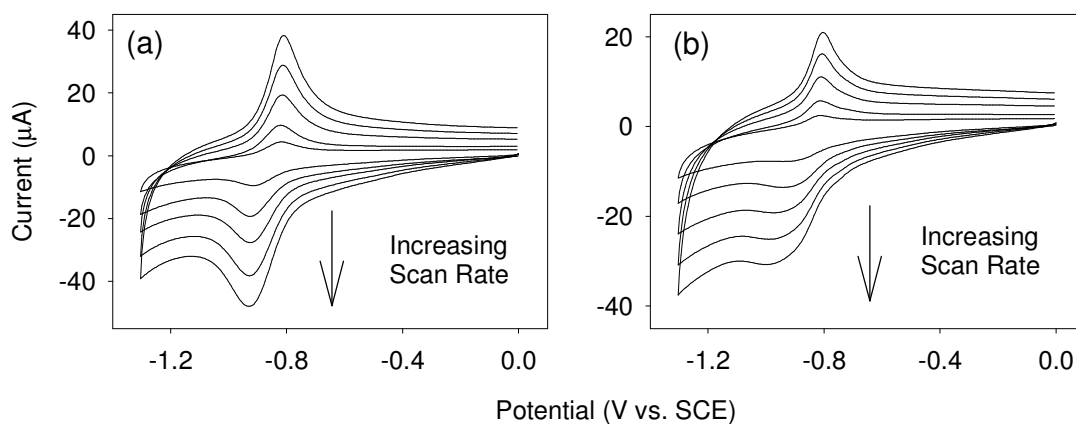 (a)
40
20
0
-20
-40
Current (μA)
Increasing
Scan Rate
-1.2 -0.8 -0.4 0.0
(b)
20
0
-20
-40
Increasing
Scan Rate
-1.2 -0.8 -0.4 0.0
Potential (V vs. SCE)